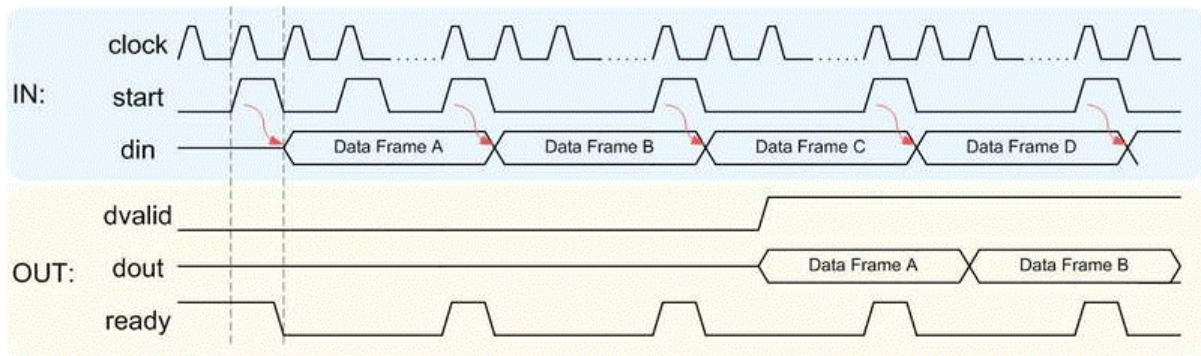 IN:
clock
start
din
Data Frame A
Data Frame B
Data Frame C
Data Frame D
OUT:
dvalid
dout
Data Frame A
Data Frame B
ready